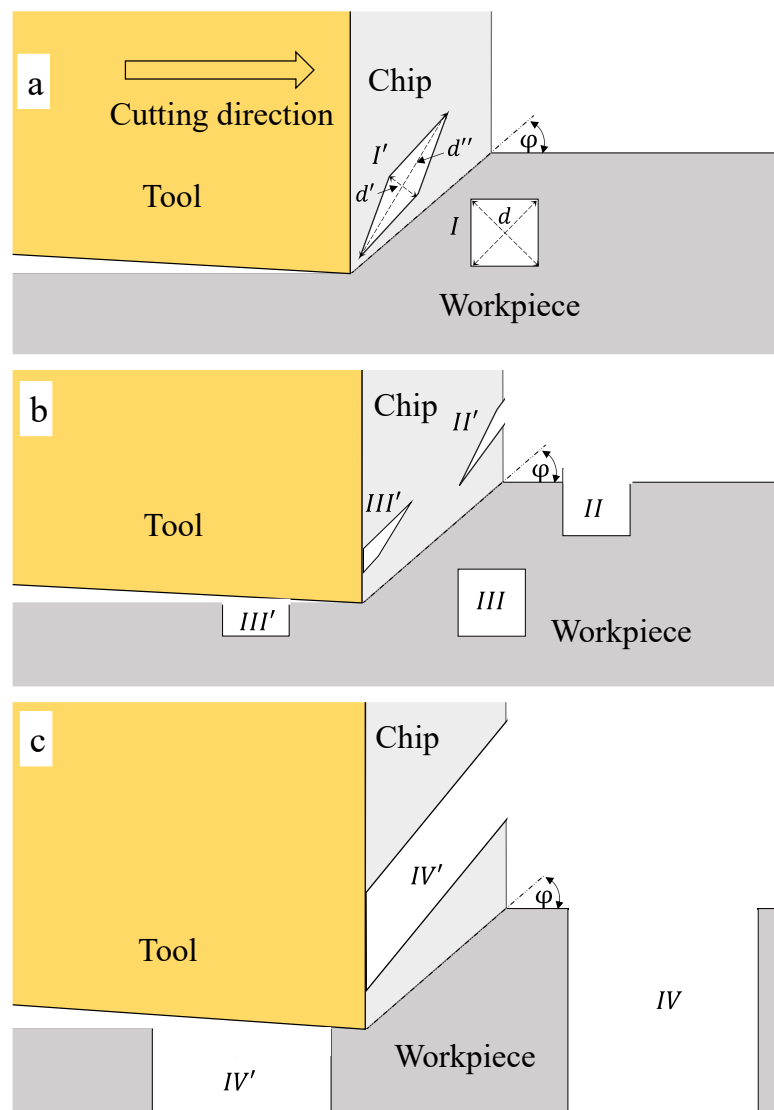 a
Cutting direction
Chip
I′
d″
d′
φ
Tool
I
d
Workpiece
b
Chip
II′
φ
III′
II
Tool
III
III′
Workpiece
c
Chip
IV′
φ
Tool
IV
Workpiece
IV′